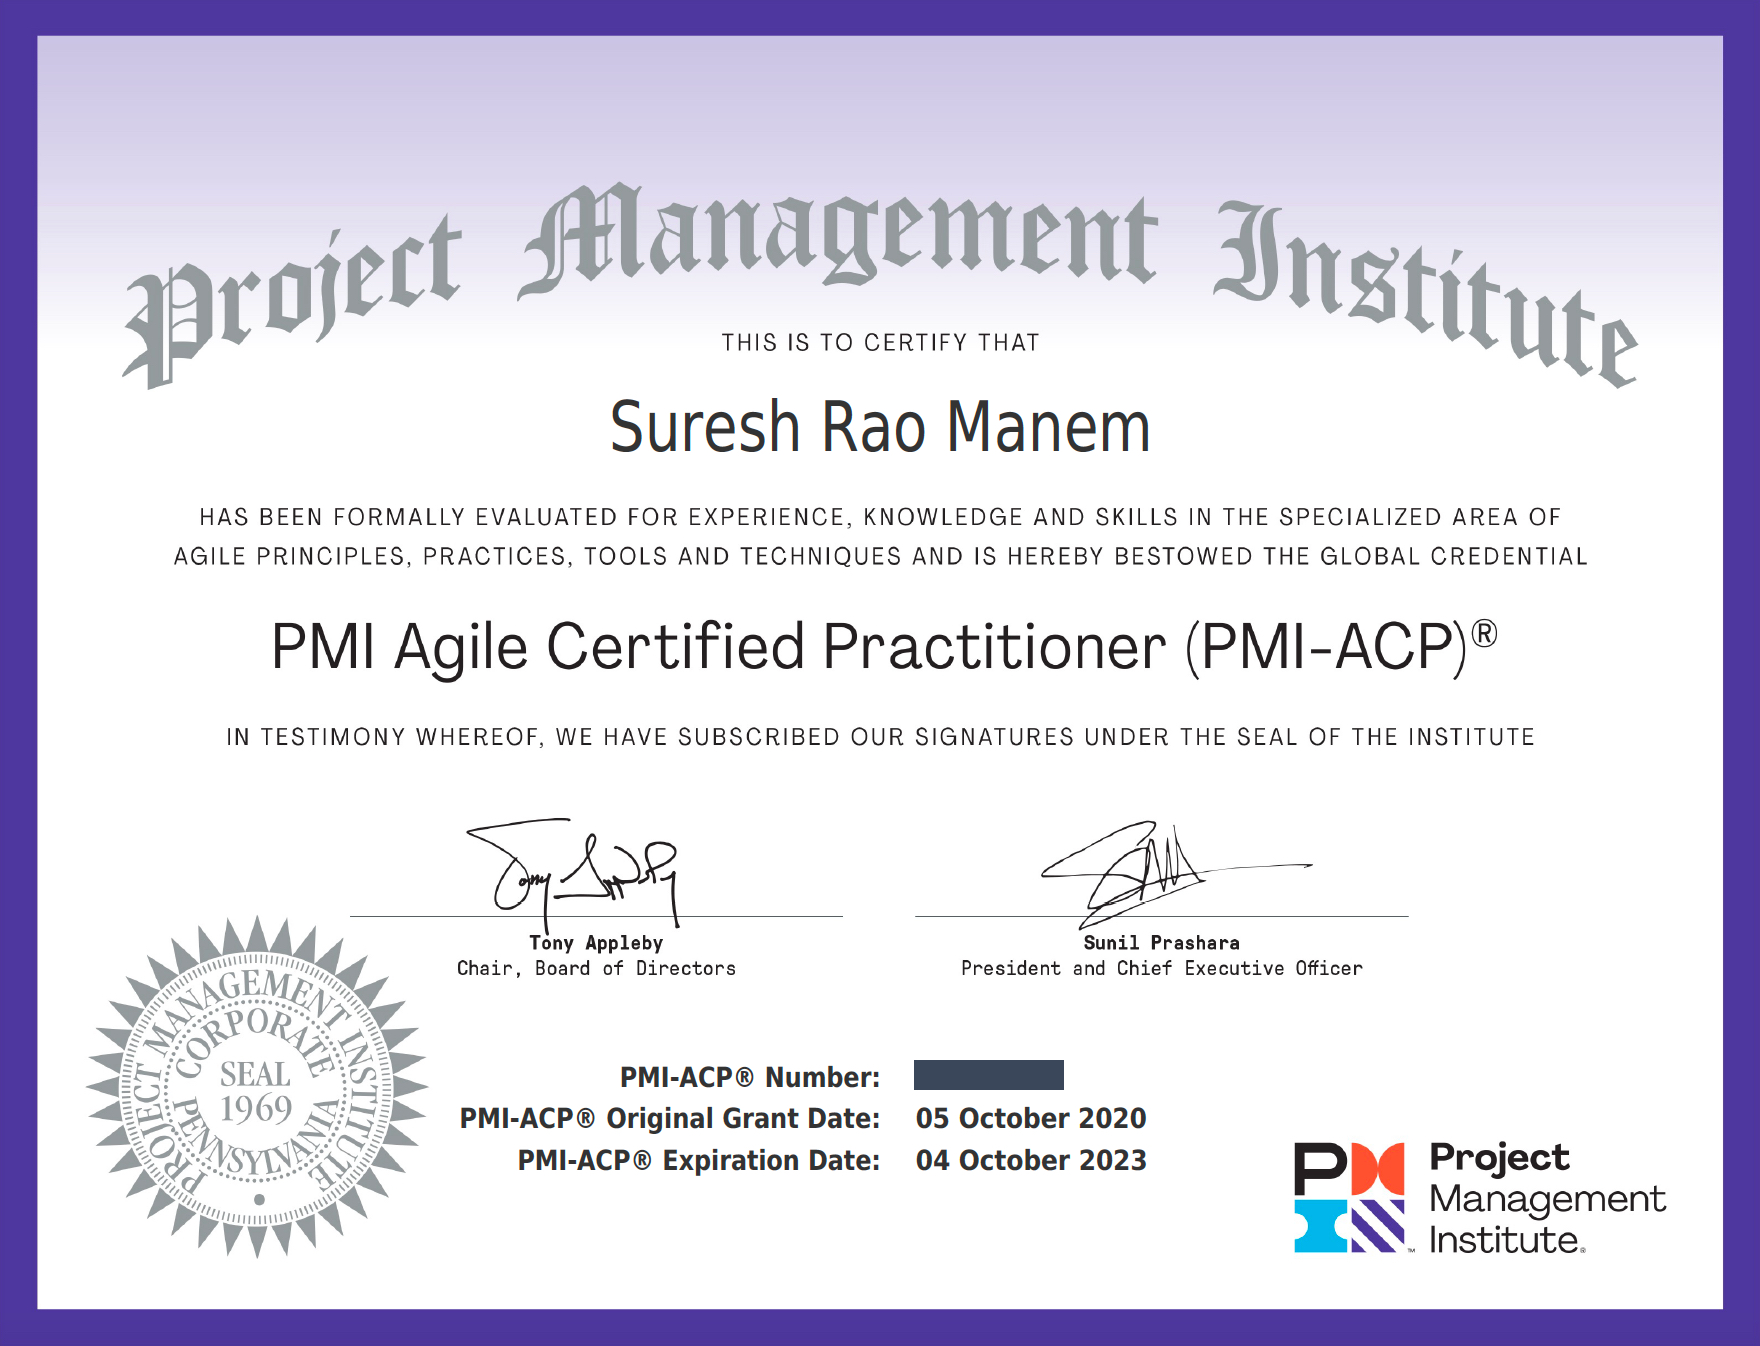 Project Management Institute
THIS IS TO CERTIFY THAT
Suresh Rao Manem
HAS BEEN FORMALLY EVALUATED FOR EXPERIENCE, KNOWLEDGE AND SKILLS IN THE SPECIALIZED AREA OF
AGILE PRINCIPLES, PRACTICES, TOOLS AND TECHNIQUES AND IS HEREBY BESTOWED THE GLOBAL CREDENTIAL
PMI Agile Certified Practitioner (PMI-ACP)®
IN TESTIMONY WHEREOF, WE HAVE SUBSCRIBED OUR SIGNATURES UNDER THE SEAL OF THE INSTITUTE
Tony Appleby
Tony Appleby
Chair, Board of Directors
Sunil Prashara
President and Chief Executive Officer
PROJECT MANAGEMENT INSTITUTE
CORPORATE
SEAL
1969
PENNSYLVANIA
PMI-ACP® Number:
PMI-ACP® Original Grant Date: 05 October 2020
PMI-ACP® Expiration Date: 04 October 2023
PM
™
Project
Management
Institute®